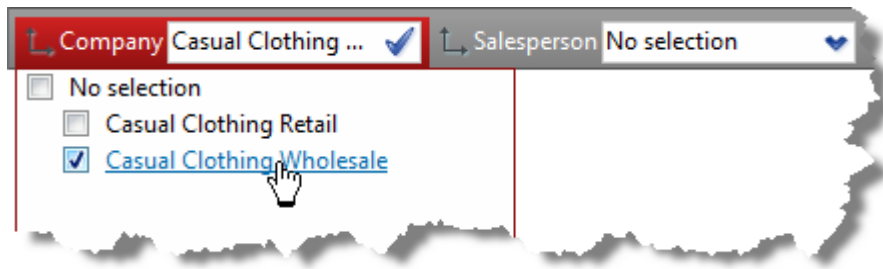 Company Casual Clothing ... Salesperson No selection
No selection
Casual Clothing Retail
Casual Clothing Wholesale